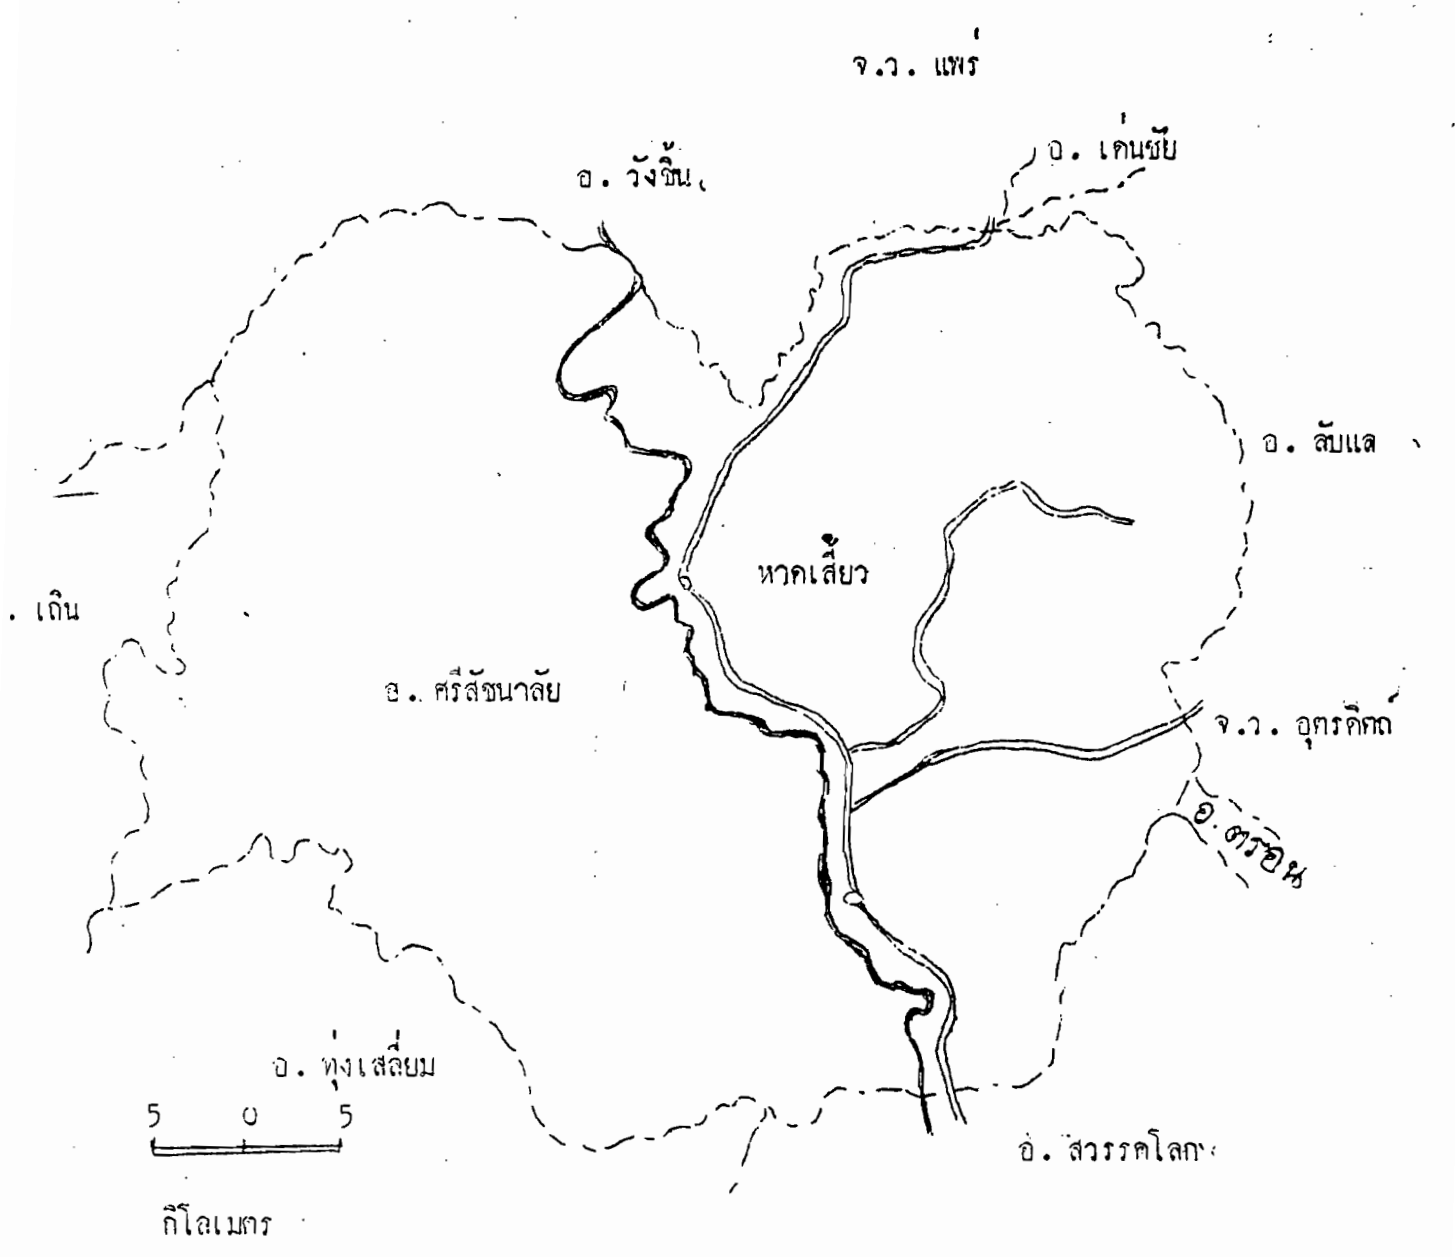 จ.ว. แพร่
อ. เด่นชัย
อ. วังชิ้น
อ. ลับแล
หาดเสี้ยว
. เถิน
อ. ศรีสัชนาลัย
จ.ว. อุตรดิตถ์
อ. ตรอน
อ. ทุ่งเสลี่ยม
5 0 5
อ. สวรรคโลก
กิโลเมตร